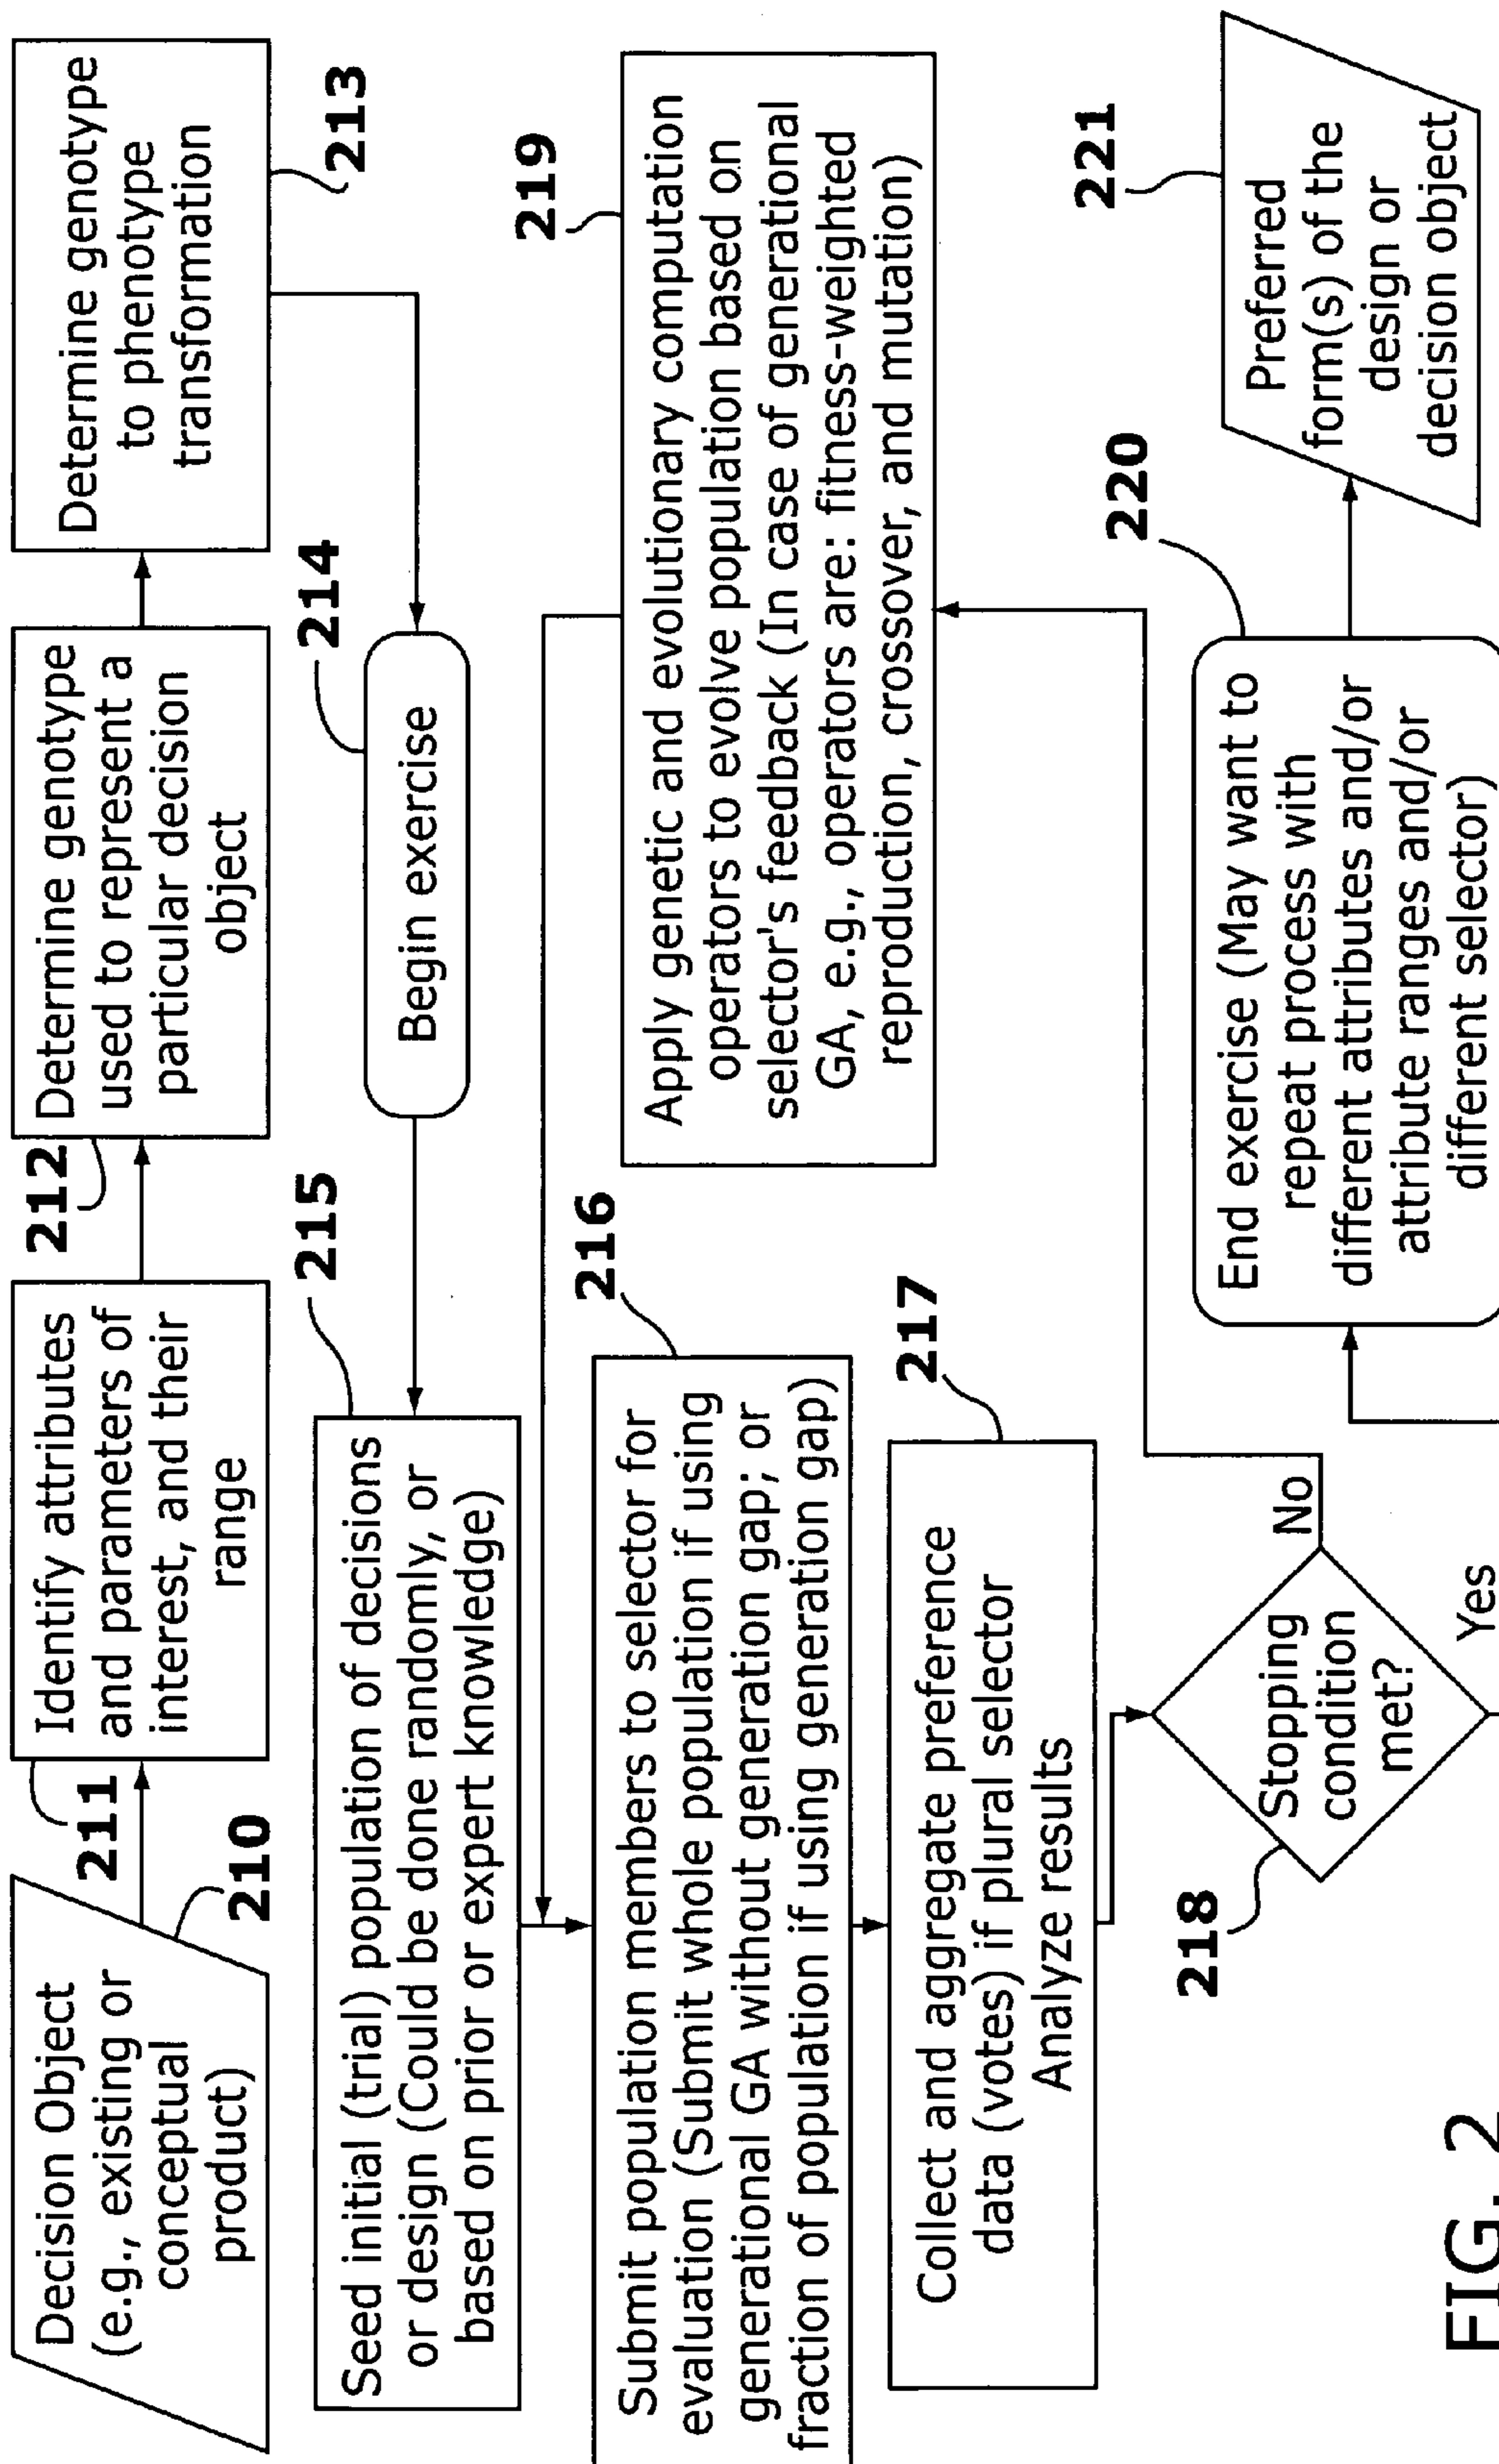 Decision Object
(e.g., existing or
conceptual
product)
210
211
Identify attributes
and parameters of
interest, and their
range
212
Determine genotype
used to represent a
particular decision
object
Determine genotype
to phenotype
transformation
213
214
Begin exercise
215
Seed initial (trial) population of decisions
or design (Could be done randomly, or
based on prior or expert knowledge)
216
Submit population members to selector for
evaluation (Submit whole population if using
generational GA without generation gap; or
fraction of population if using generation gap)
217
Collect and aggregate preference
data (votes) if plural selector
Analyze results
218
Stopping
condition
met?
No
Yes
219
Apply genetic and evolutionary computation
operators to evolve population based on
selector's feedback (In case of generational
GA, e.g., operators are: fitness-weighted
reproduction, crossover, and mutation)
220
End exercise (May want to
repeat process with
different attributes and/or
attribute ranges and/or
different selector)
221
Preferred
form(s) of the
design or
decision object
FIG. 2